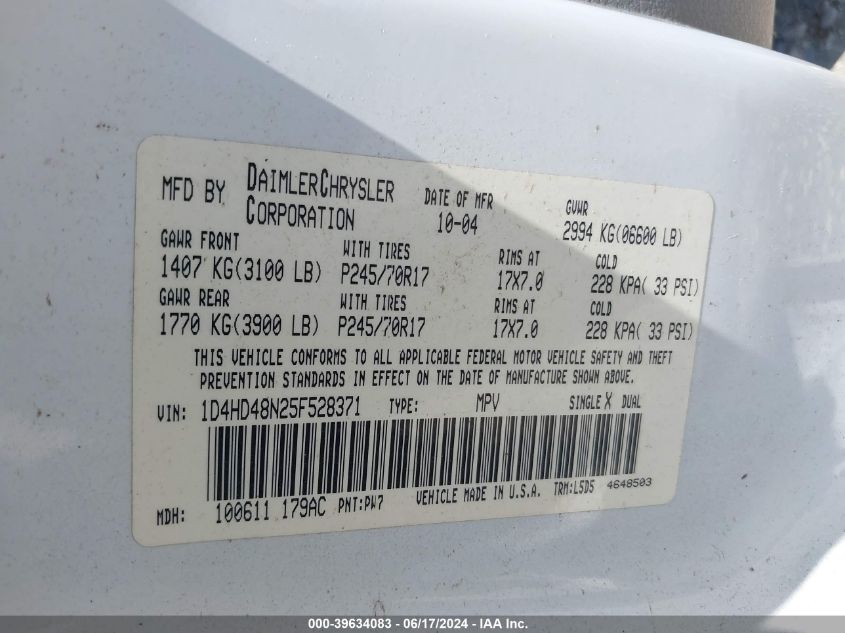 MFD BY DAIMLERCHRYSLER CORPORATION DATE OF MFR 10-04 GVWR 2994 KG(06600 LB)
GAWR FRONT WITH TIRES RIMS AT COLD
1407 KG(3100 LB) P245/70R17 17X7.0 228 KPA( 33 PSI)
GAWR REAR WITH TIRES RIMS AT COLD
1770 KG(3900 LB) P245/70R17 17X7.0 228 KPA( 33 PSI)
THIS VEHICLE CONFORMS TO ALL APPLICABLE FEDERAL MOTOR VEHICLE SAFETY AND THEFT
PREVENTION STANDARDS IN EFFECT ON THE DATE OF MANUFACTURE SHOWN ABOVE.
VIN: 1D4HD48N25F528371 TYPE: MPV SINGLE X DUAL
MDH: 100611 179AC PNT:PW7 VEHICLE MADE IN U.S.A. TRM:L5D5 4648503
000-39634083 - 06/17/2024 - IAA Inc.